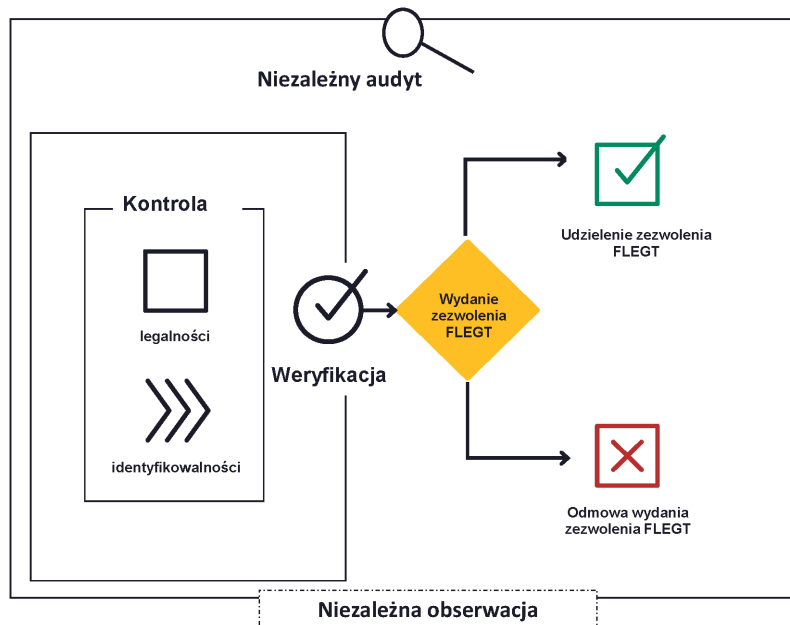 Niezależny audyt
Kontrola
legalności
identyfikowalności
Weryfikacja
Wydanie
zezwolenia
FLEGT
Udzielenie zezwolenia
FLEGT
Odmowa wydania
zezwolenia FLEGT
Niezależna obserwacja